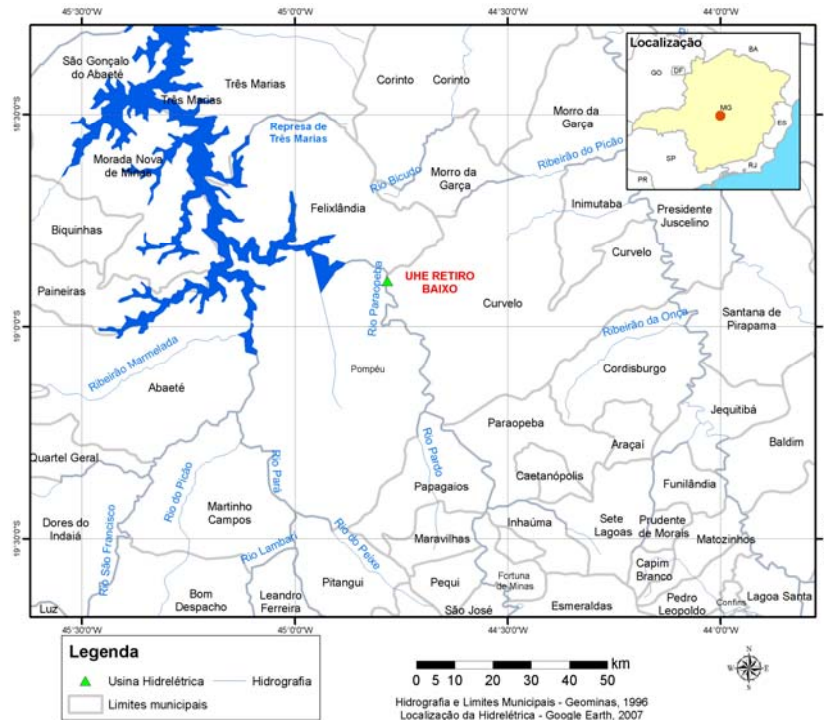 45°30'0"W
45°0'0"W
44°30'0"W
44°0'0"W
São Gonçalo
do Abaeté
Três Marias
Três Marias
Corinto
Corinto
Localização
BA
GO
DF
MG
ES
SP
RJ
PR
Morro da
Garça
Represa de
Três Marias
Ribeirão do Picão
Morada Nova
de Minas
Rio Bicudo
Morro da
Garça
Felixlândia
Inimutaba
Presidente
Juscelino
Biquinhas
Curvelo
UHE RETIRO
BAIXO
Rio Paraopeba
Paineiras
Curvelo
Santana de
Pirapama
Ribeirão da Onça
Ribeirão Marmelada
Pompéu
Cordisburgo
Abaeté
Jequitibá
Paraopeba
Araçaí
Baldim
Quartel Geral
Rio Pardo
Rio Pará
Caetanópolis
Funilândia
Rio do Picão
Papagaios
Martinho
Campos
Dores do
Indaiá
Inhaúma
Sete
Lagoas
Prudente
de Morais
Rio do Peixe
Maravilhas
Matozinhos
Rio São Francisco
Rio Lambari
Capim
Branco
Pitangui
Pequi
Fortuna
de Minas
Bom
Despacho
Leandro
Ferreira
Esmeraldas
Pedro
Leopoldo
Confins
Lagoa Santa
Luz
São José
45°30'0"W
45°0'0"W
44°30'0"W
44°0'0"W
Legenda
Usina Hidrelétrica
Hidrografia
Limites municipais
0 5 10 20 30 40 50 km
N
W
E
S
Hidrografia e Limites Municipais - Geominas, 1996
Localização da Hidrelétrica - Google Earth, 2007